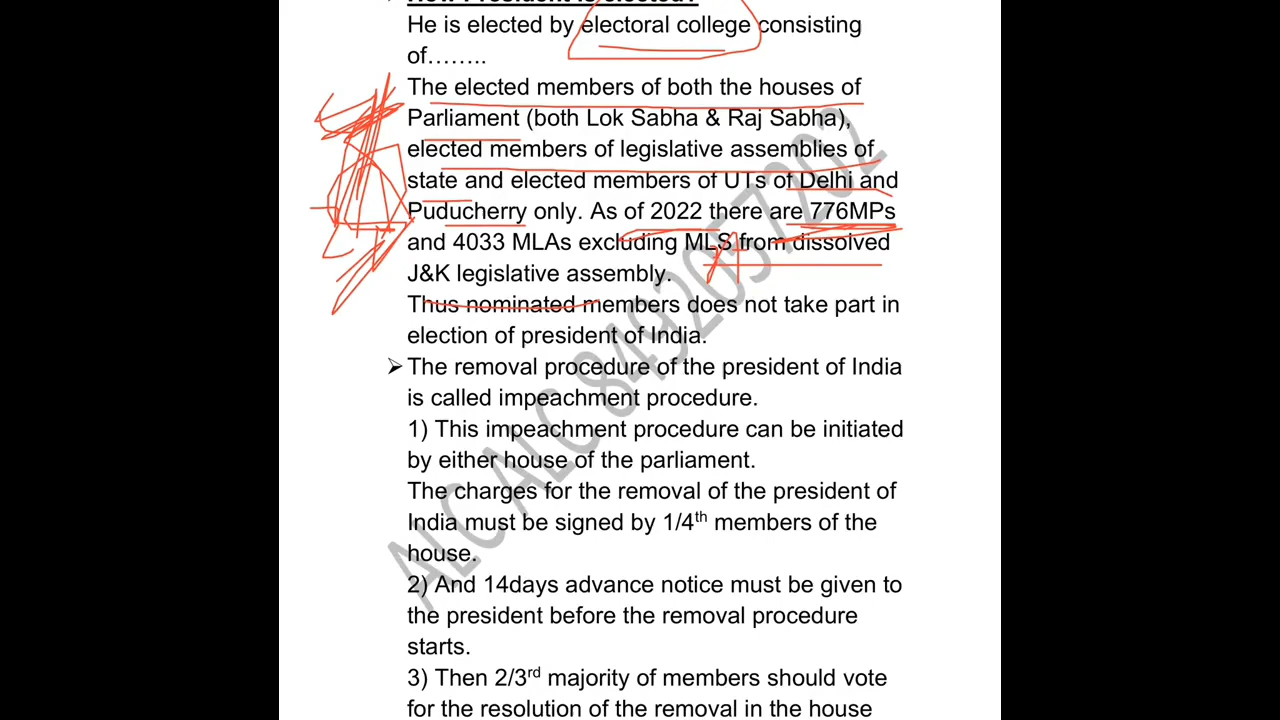 How President is elected?
He is elected by electoral college consisting
of……..
The elected members of both the houses of
Parliament (both Lok Sabha & Raj Sabha),
elected members of legislative assemblies of
state and elected members of UTs of Delhi and
Puducherry only. As of 2022 there are 776MPs
and 4033 MLAs excluding MLS from dissolved
J&K legislative assembly.
Thus nominated members does not take part in
election of president of India.
➢ The removal procedure of the president of India
is called impeachment procedure.
1) This impeachment procedure can be initiated
by either house of the parliament.
The charges for the removal of the president of
India must be signed by 1/4th members of the
house.
2) And 14days advance notice must be given to
the president before the removal procedure
starts.
3) Then 2/3rd majority of members should vote
for the resolution of the removal in the house
ALC ALC 8492057202